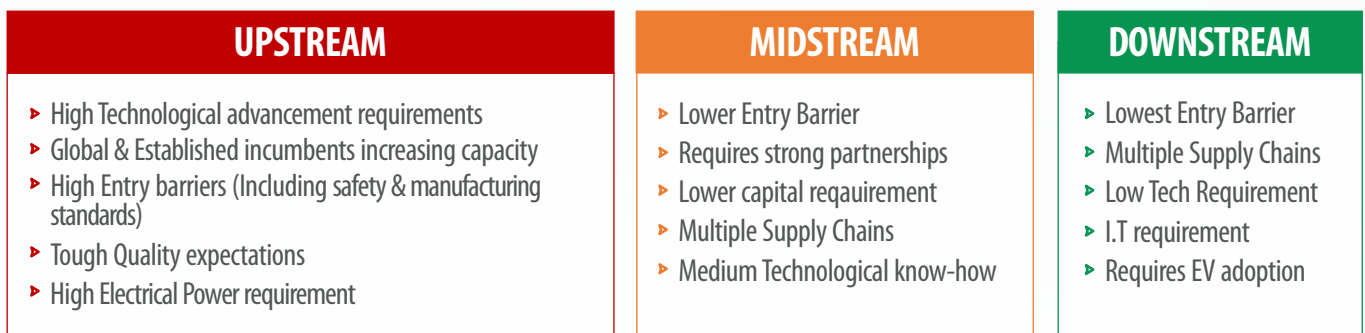 UPSTREAM
High Technological advancement requirements
Global & Established incumbents increasing capacity
High Entry barriers (Including safety & manufacturing
standards)
Tough Quality expectations
High Electrical Power requirement
MIDSTREAM
Lower Entry Barrier
Requires strong partnerships
Lower capital reqauirement
Multiple Supply Chains
Medium Technological know-how
DOWNSTREAM
Lowest Entry Barrier
Multiple Supply Chains
Low Tech Requirement
I.T requirement
Requires EV adoption